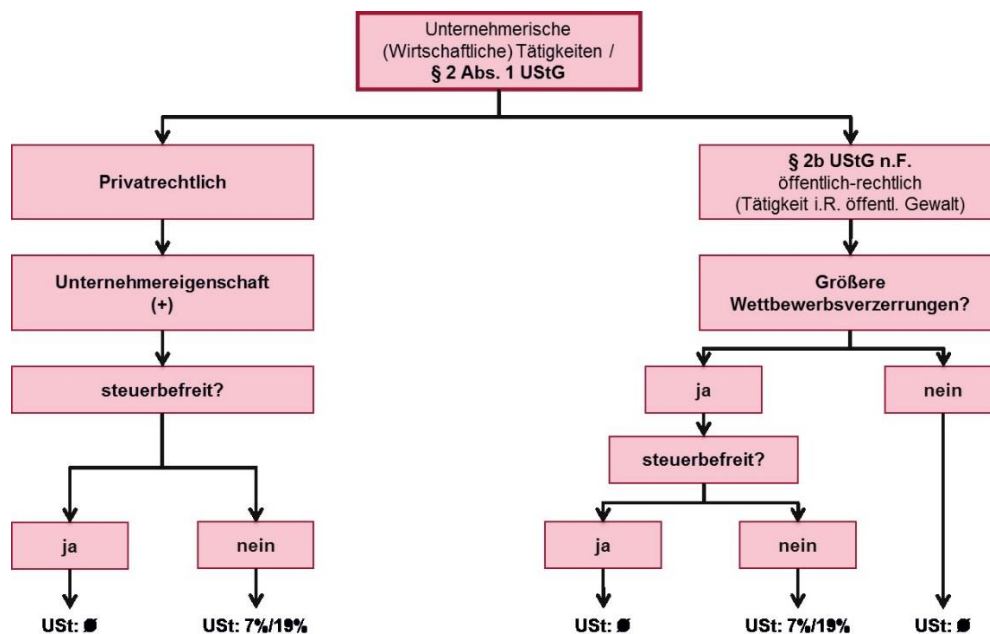 Unternehmerische
(Wirtschaftliche) Tätigkeiten /
§ 2 Abs. 1 UStG
Privatrechtlich
§ 2b UStG n.F.
öffentlich-rechtlich
(Tätigkeit i.R. öffentl. Gewalt)
Unternehmereigenschaft
(+)
Größere
Wettbewerbsverzerrungen?
steuerbefreit?
ja
nein
steuerbefreit?
ja
nein
ja
nein
USt: Ø
USt: 7%/19%
USt: Ø
USt: 7%/19%
USt: Ø